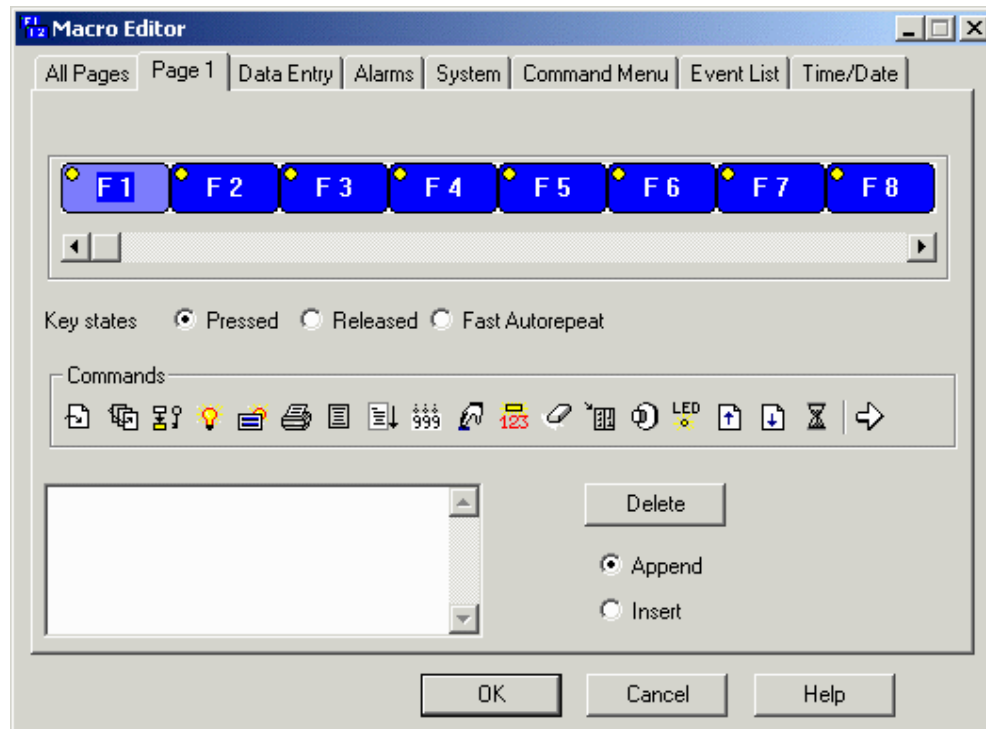 Macro Editor
All Pages Page 1 Data Entry Alarms System Command Menu Event List Time/Date
F 1 F 2 F 3 F 4 F 5 F 6 F 7 F 8
Key states Pressed Released Fast Autorepeat
Commands
999 123 LED
Delete
Append
Insert
OK Cancel Help